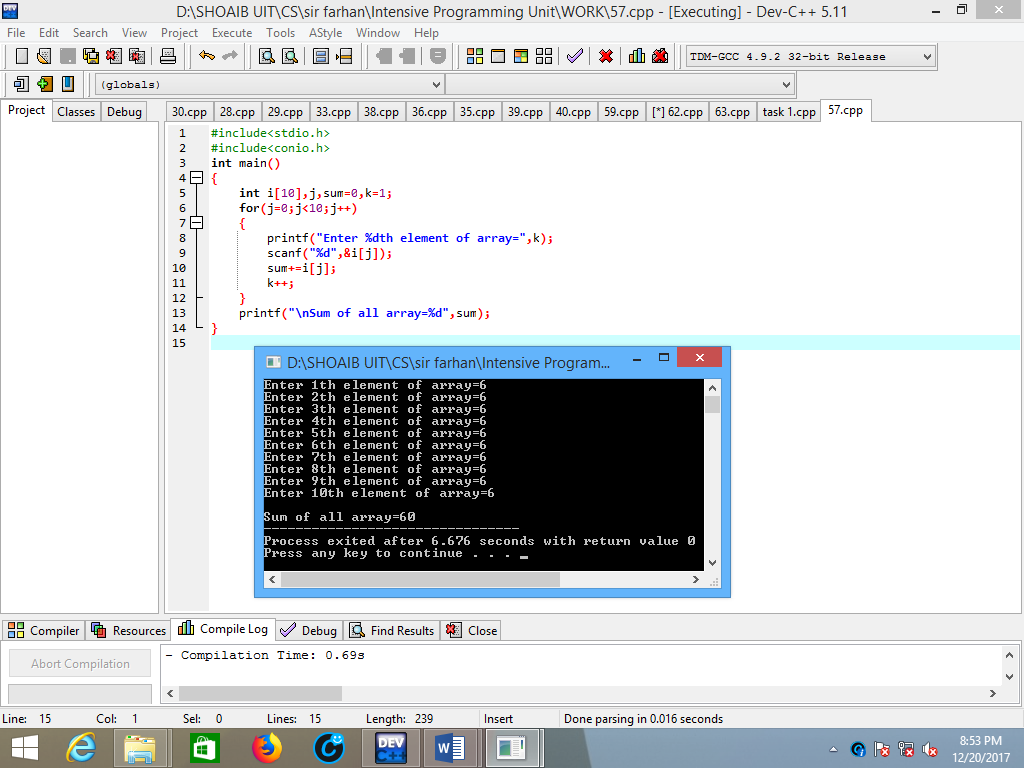 D:\SHOAIB UIT\CS\sir farhan\Intensive Programming Unit\WORK\57.cpp - [Executing] - Dev-C++ 5.11
File Edit Search View Project Execute Tools AStyle Window Help
TDM-GCC 4.9.2 32-bit Release
(globals)
Project Classes Debug
30.cpp 28.cpp 29.cpp 33.cpp 38.cpp 36.cpp 35.cpp 39.cpp 40.cpp 59.cpp [*] 62.cpp 63.cpp task 1.cpp 57.cpp
1 #include<stdio.h>
2 #include<conio.h>
3 int main()
4 {
5 int i[10],j,sum=0,k=1;
6 for(j=0;j<10;j++)
7 {
8 printf("Enter %dth element of array=",k);
9 scanf("%d",&i[j]);
10 sum+=i[j];
11 k++;
12 }
13 printf("\nSum of all array=%d",sum);
14 }
15
D:\SHOAIB UIT\CS\sir farhan\Intensive Program...
Enter 1th element of array=6
Enter 2th element of array=6
Enter 3th element of array=6
Enter 4th element of array=6
Enter 5th element of array=6
Enter 6th element of array=6
Enter 7th element of array=6
Enter 8th element of array=6
Enter 9th element of array=6
Enter 10th element of array=6
Sum of all array=60
--------------------------------
Process exited after 6.676 seconds with return value 0
Press any key to continue . . . _
Compiler Resources Compile Log Debug Find Results Close
Abort Compilation
- Compilation Time: 0.69s
Line: 15 Col: 1 Sel: 0 Lines: 15 Length: 239 Insert Done parsing in 0.016 seconds
DEV C++
8:53 PM
12/20/2017